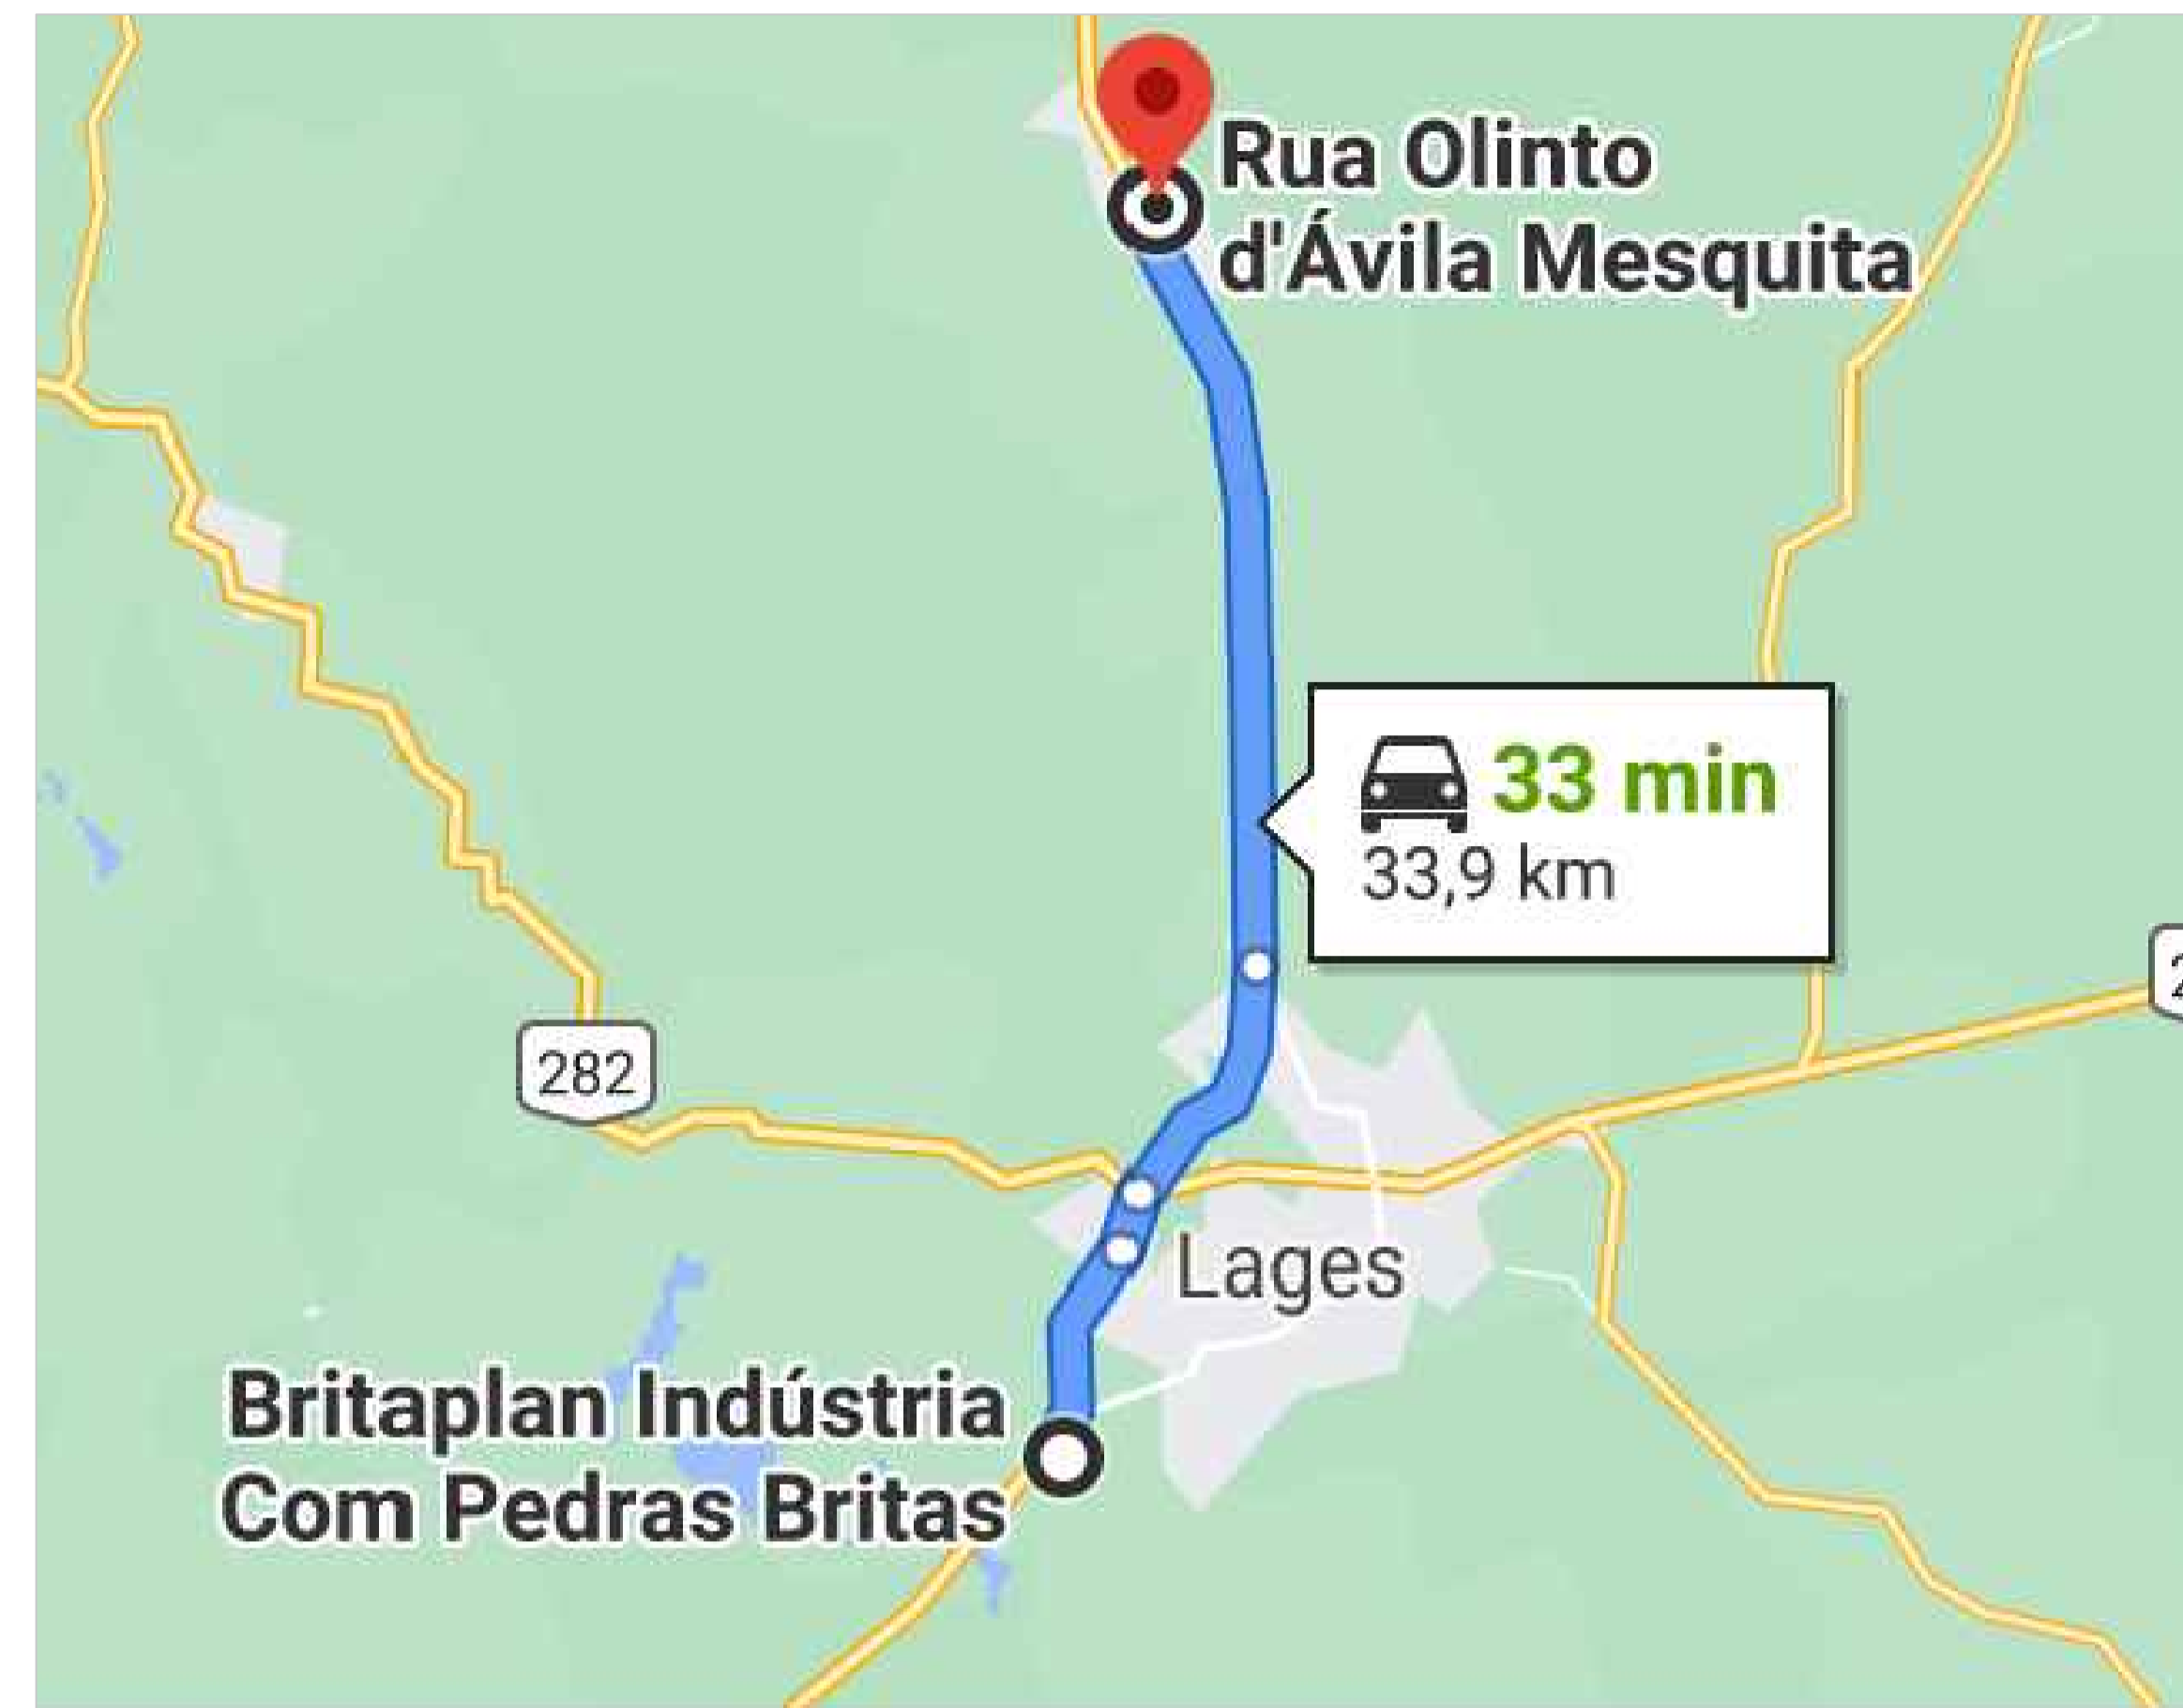 Rua Olinto
d'Ávila Mesquita
33 min
33,9 km
282
Lages
Britaplan Indústria
Com Pedras Britas